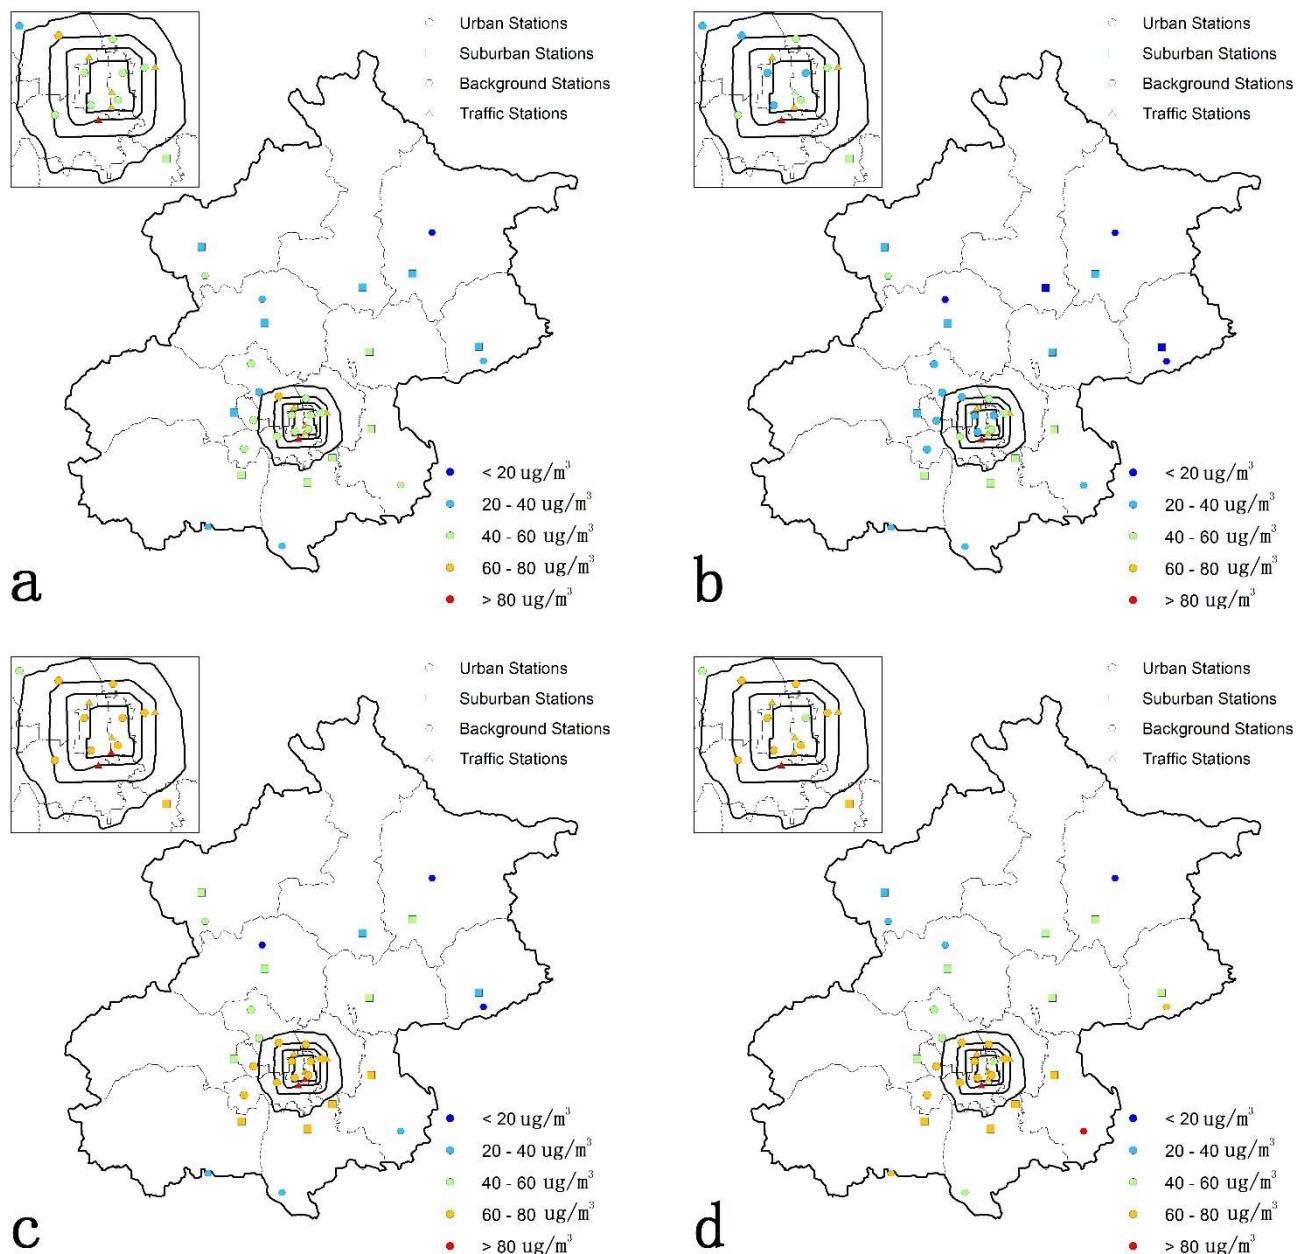 Urban Stations
Suburban Stations
Background Stations
Traffic Stations
< 20 ug/m³
20 - 40 ug/m³
40 - 60 ug/m³
60 - 80 ug/m³
> 80 ug/m³
a
Urban Stations
Suburban Stations
Background Stations
Traffic Stations
< 20 ug/m³
20 - 40 ug/m³
40 - 60 ug/m³
60 - 80 ug/m³
> 80 ug/m³
b
Urban Stations
Suburban Stations
Background Stations
Traffic Stations
< 20 ug/m³
20 - 40 ug/m³
40 - 60 ug/m³
60 - 80 ug/m³
> 80 ug/m³
c
Urban Stations
Suburban Stations
Background Stations
Traffic Stations
< 20 ug/m³
20 - 40 ug/m³
40 - 60 ug/m³
60 - 80 ug/m³
> 80 ug/m³
d